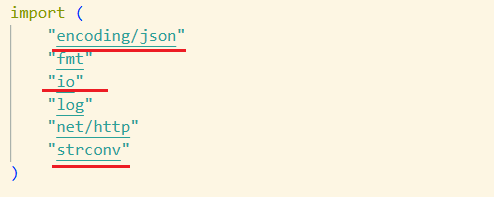 import (
"encoding/json"
"fmt"
"io"
"log"
"net/http"
"strconv"
)